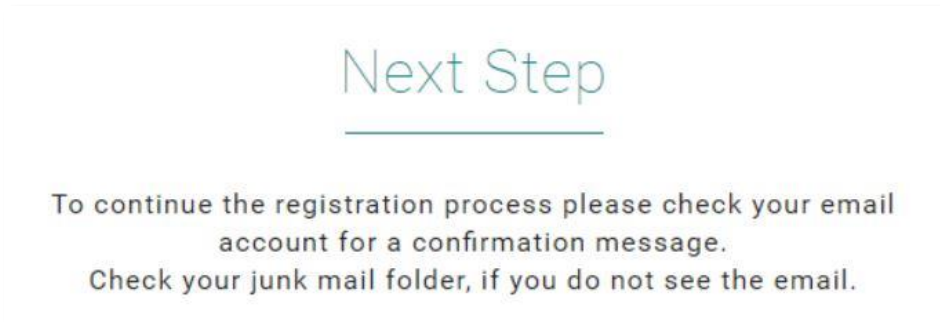 Next Step
To continue the registration process please check your email
account for a confirmation message.
Check your junk mail folder, if you do not see the email.